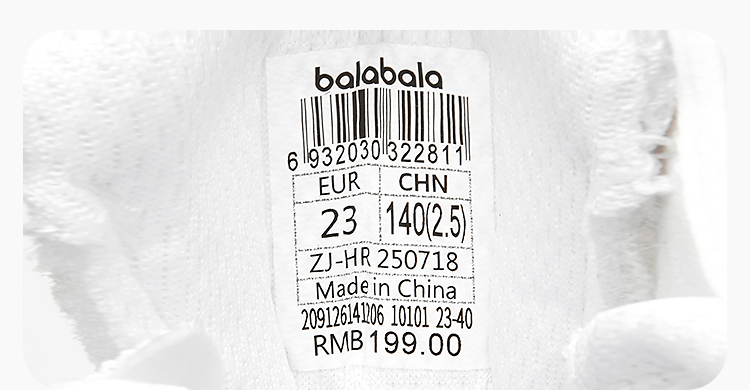 balabala
6 932030 322811
EUR CHN
23 140(2.5)
ZJ-HR 250718
Made in China
209126141206 10101 23-40
RMB 199.00